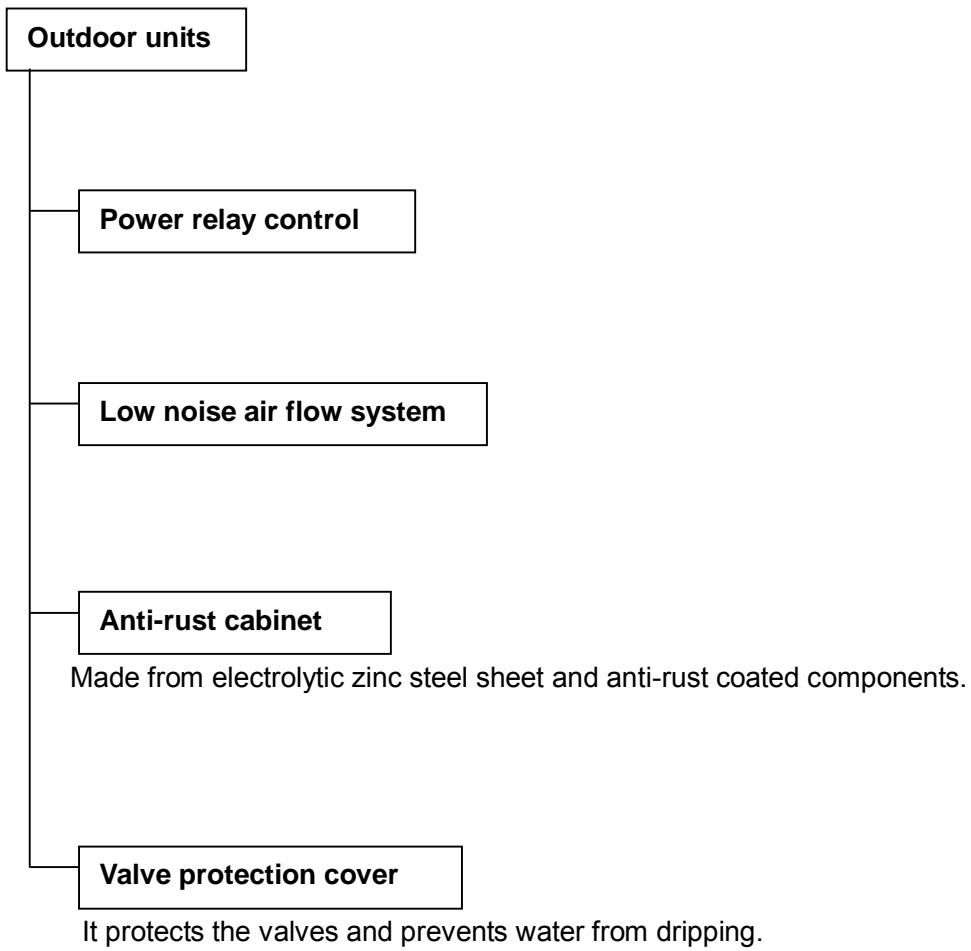 Outdoor units
Power relay control
Low noise air flow system
Anti-rust cabinet
Made from electrolytic zinc steel sheet and anti-rust coated components.
Valve protection cover
It protects the valves and prevents water from dripping.